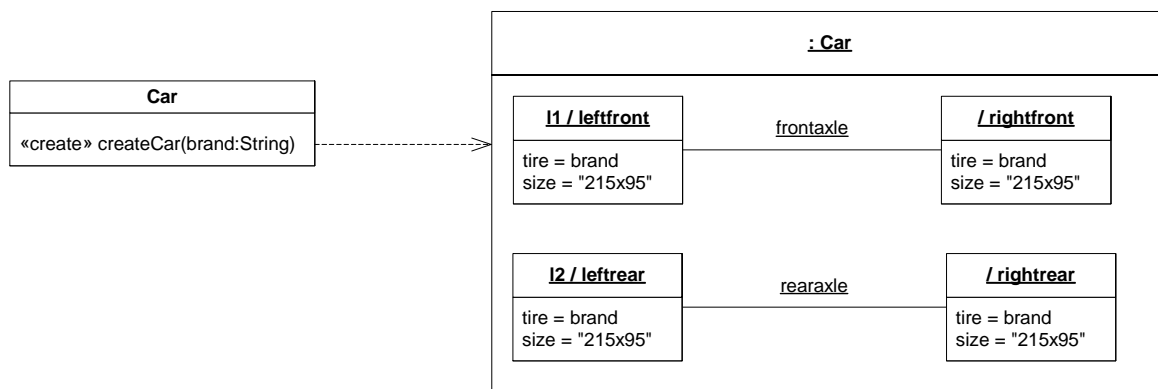 Car
«create» createCar(brand:String)
: Car
l1 / leftfront
tire = brand
size = "215x95"
frontaxle
/ rightfront
tire = brand
size = "215x95"
l2 / leftrear
tire = brand
size = "215x95"
rearaxle
/ rightrear
tire = brand
size = "215x95"